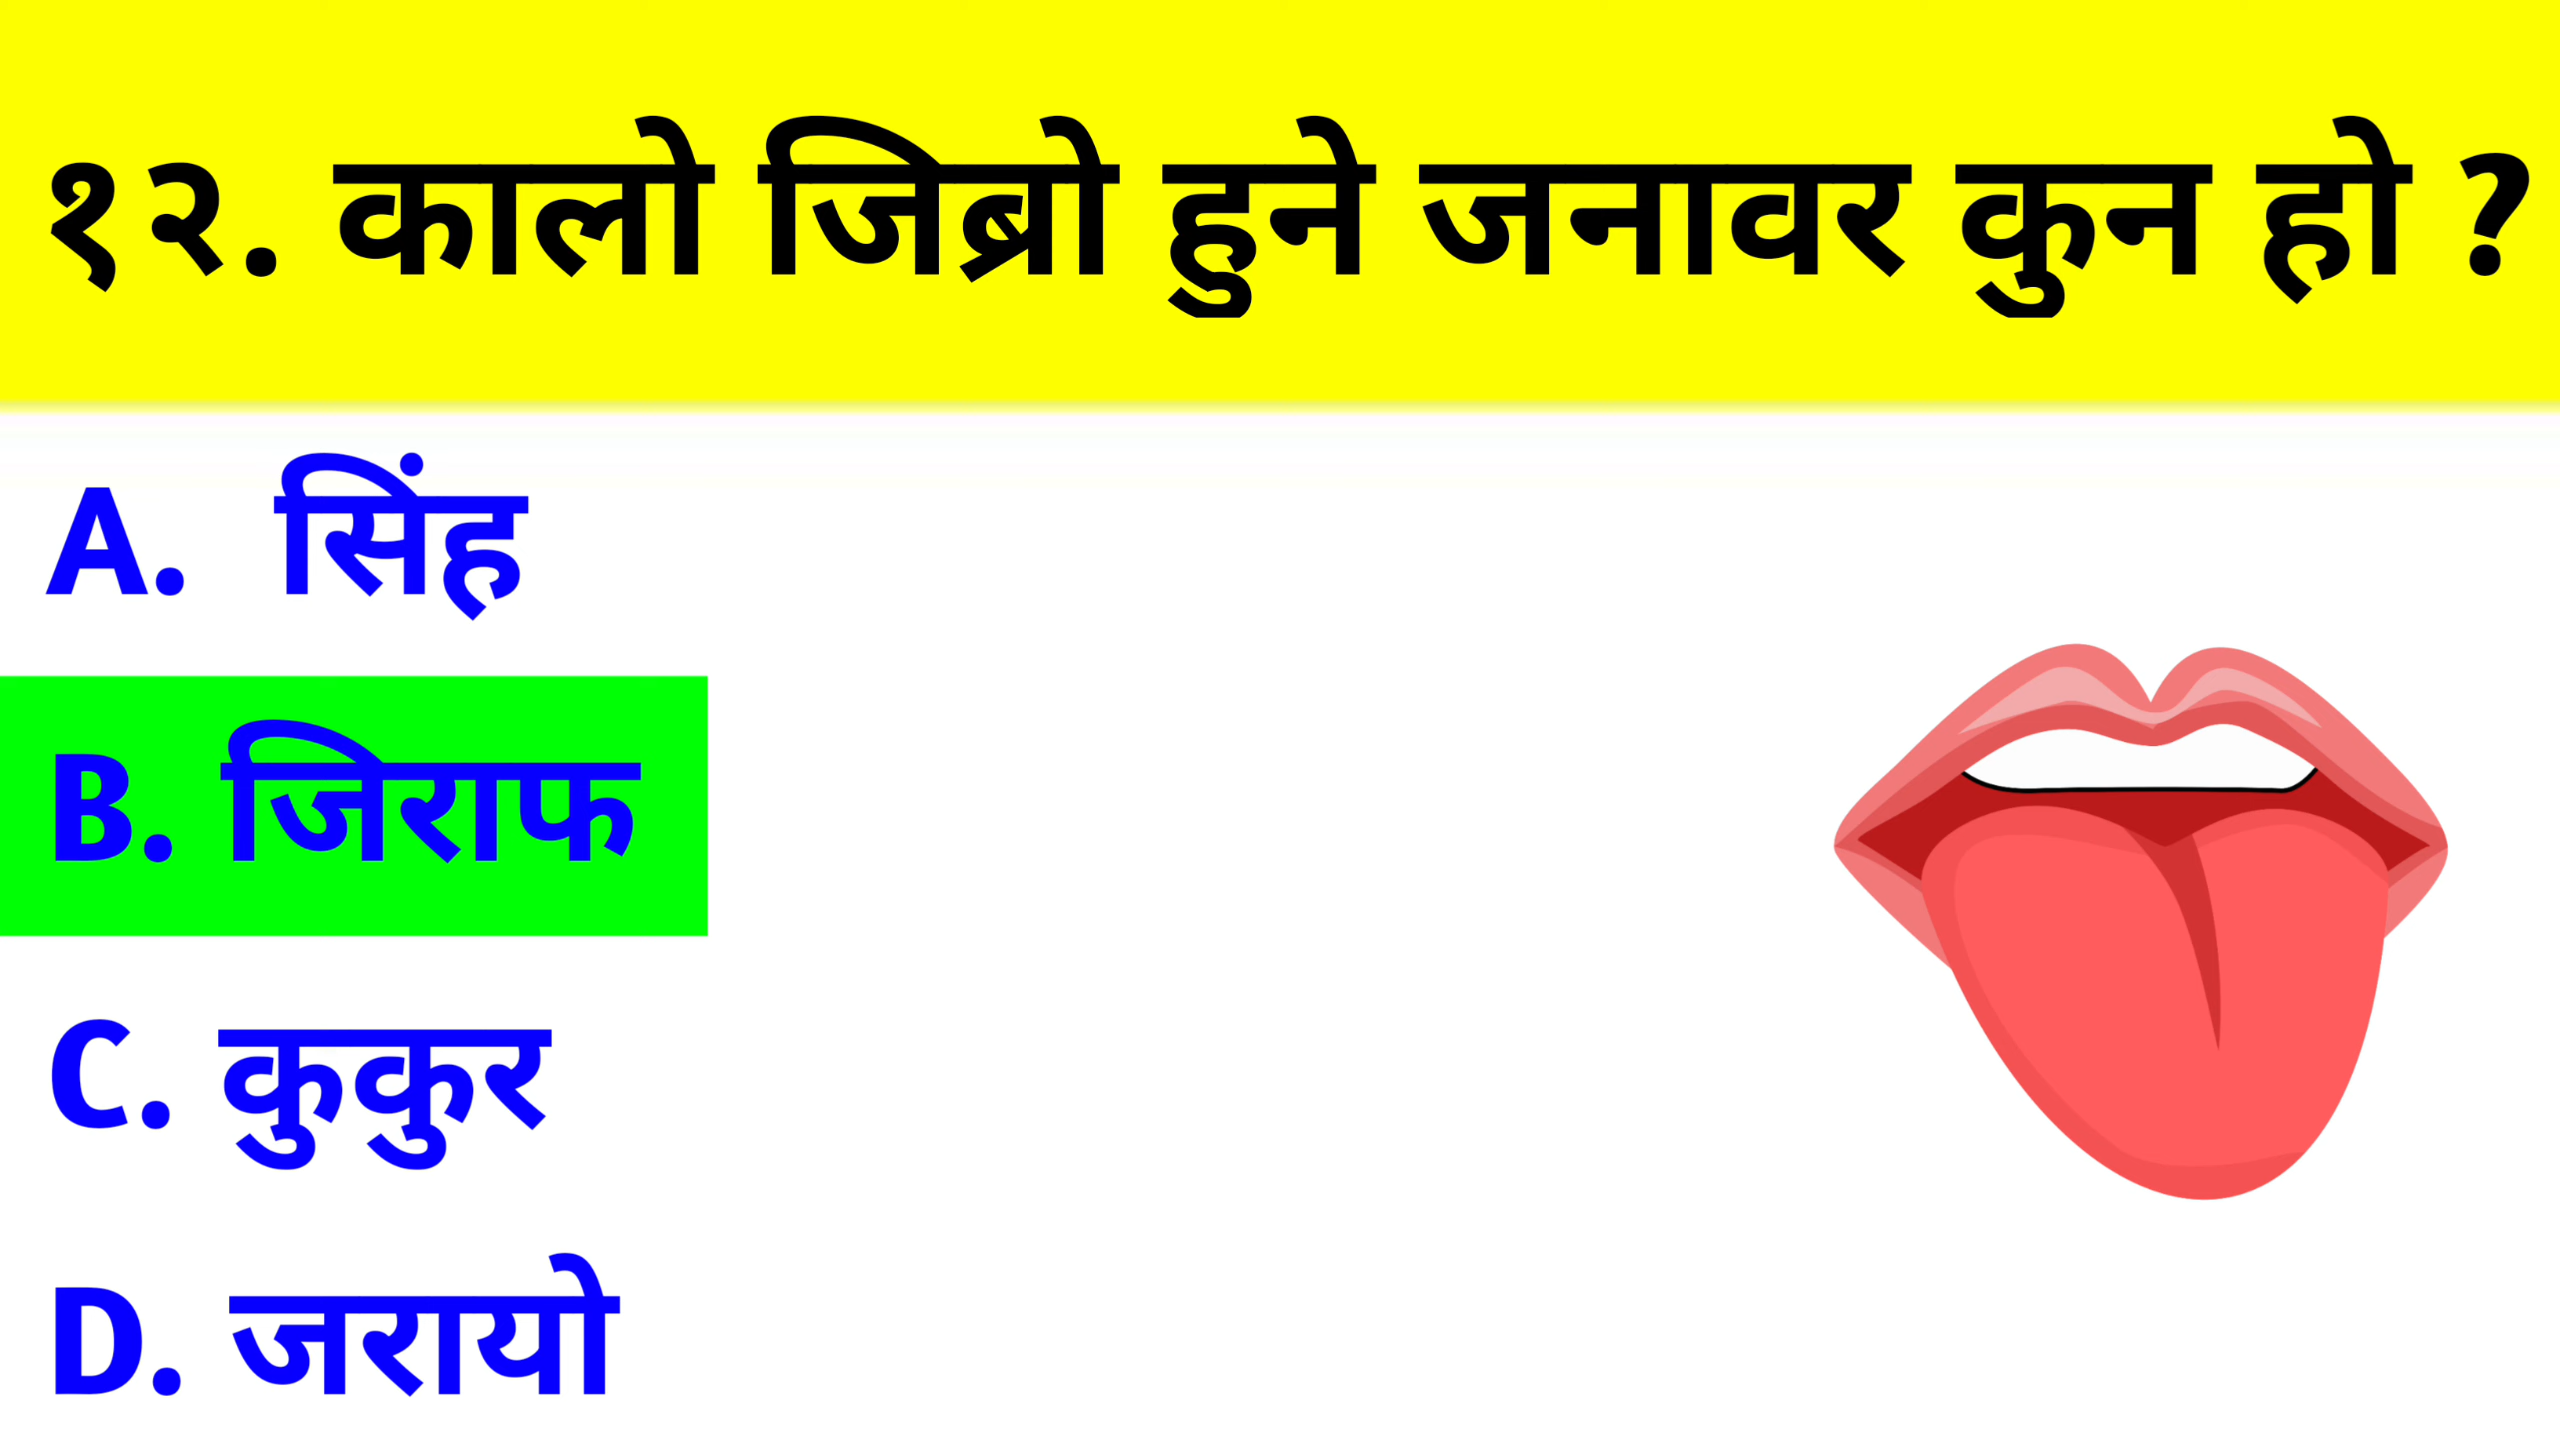 १२. कालो जिब्रो हुने जनावर कुन हो ?
A. सिंह
B. जिराफ
C. कुकुर
D. जरायो